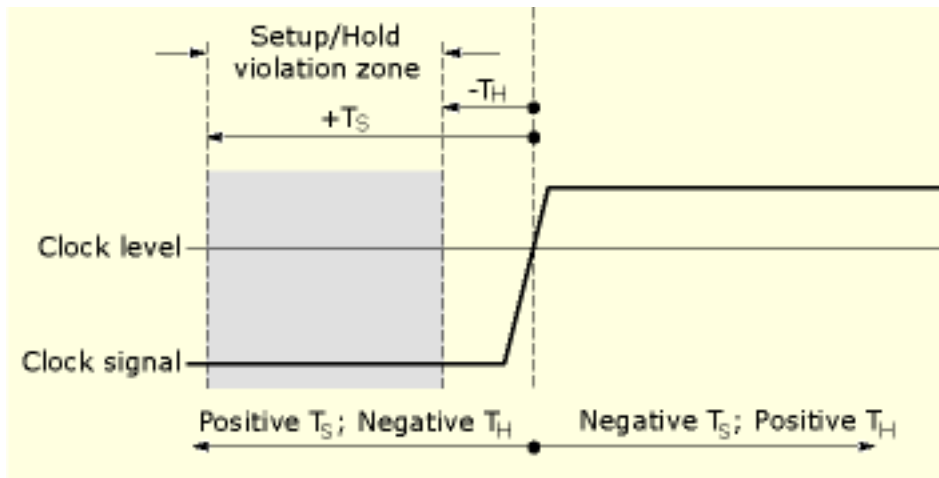 Setup/Hold
violation zone
-TH
+TS
Clock level
Clock signal
Positive TS; Negative TH
Negative TS; Positive TH